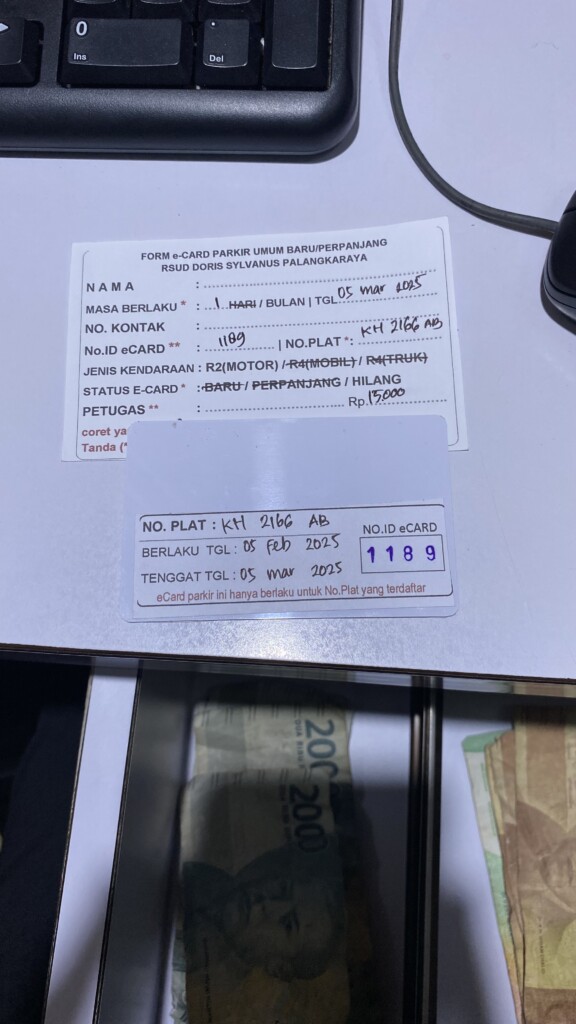 0
Ins
.
Del
FORM e-CARD PARKIR UMUM BARU/PERPANJANG
RSUD DORIS SYLVANUS PALANGKARAYA
NAMA :
MASA BERLAKU * : 1 HARI / BULAN | TGL 05 mar 2025
NO. KONTAK :
No.ID eCARD ** : 1189 | NO.PLAT *: KH 2166 AB
JENIS KENDARAAN : R2(MOTOR) / R4(MOBIL) / R4(TRUK)
STATUS E-CARD * : BARU / PERPANJANG / HILANG
PETUGAS ** : Rp. 15.000
coret ya
Tanda (*
NO. PLAT : KH 2166 AB
NO.ID eCARD
BERLAKU TGL : 05 Feb 2025
1189
TENGGAT TGL : 05 mar 2025
eCard parkir ini hanya berlaku untuk No.Plat yang terdaftar
200
2000